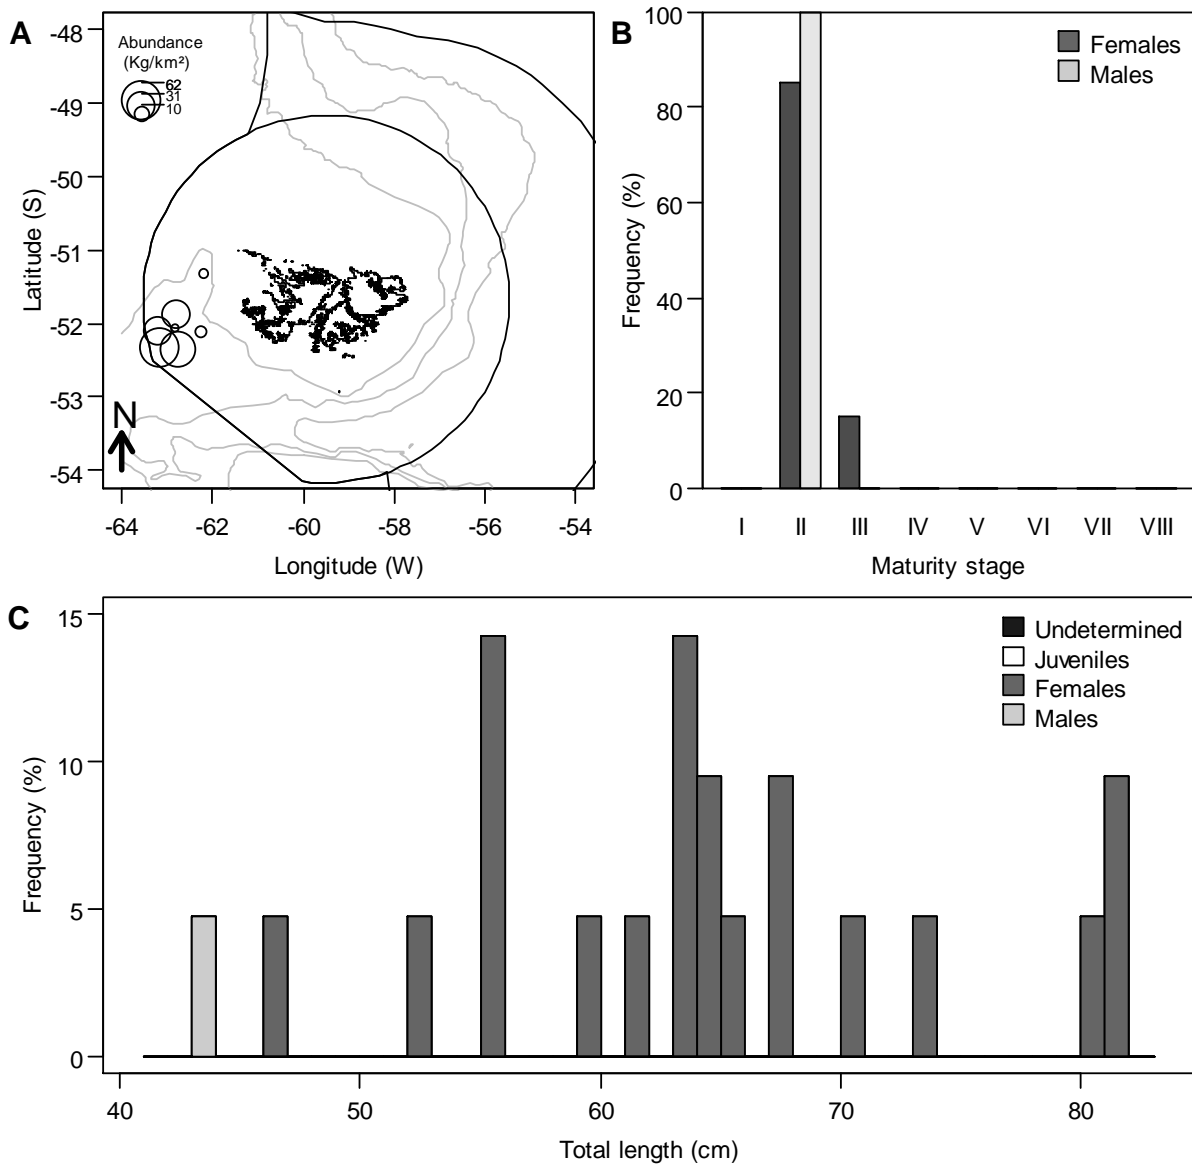 A
Abundance
(Kg/km²)
62
31
10
-48
-49
-50
-51
-52
-53
-54
Latitude (S)
N
-64 -62 -60 -58 -56 -54
Longitude (W)
B
Females
Males
100
80
60
40
20
0
Frequency (%)
I II III IV V VI VII VIII
Maturity stage
C
Undetermined
Juveniles
Females
Males
15
10
5
0
Frequency (%)
40 50 60 70 80
Total length (cm)